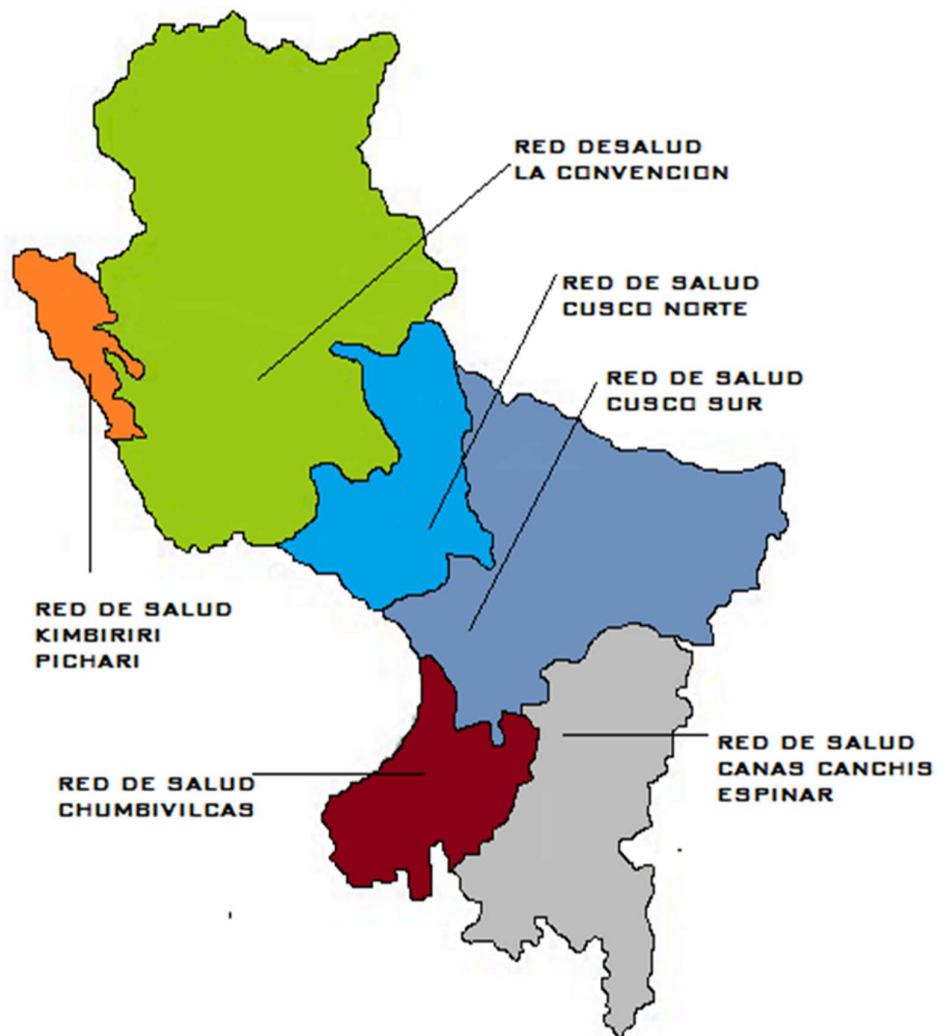 RED DESALUD
LA CONVENCION
RED DE SALUD
CUSCO NORTE
RED DE SALUD
CUSCO SUR
RED DE SALUD
KIMBIRIRI
PICHARI
RED DE SALUD
CANAS CANCHIS
ESPINAR
RED DE SALUD
CHUMBIVILCAS